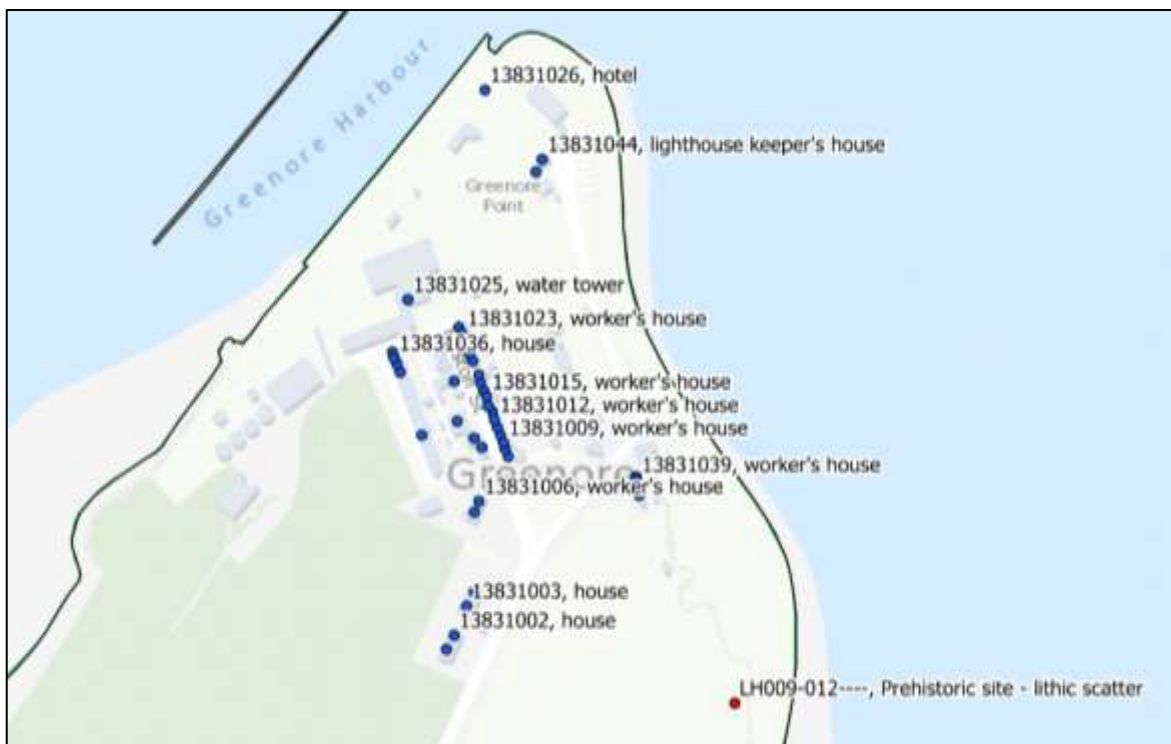 13831026, hotel
Greenore Harbour
13831044, lighthouse keeper's house
Greenore
Point
13831025, water tower
13831023, worker's house
13831036, house
13831015, worker's house
13831012, worker's house
13831009, worker's house
Greenore
13831039, worker's house
13831006, worker's house
13831003, house
13831002, house
LH009-012----, Prehistoric site - lithic scatter